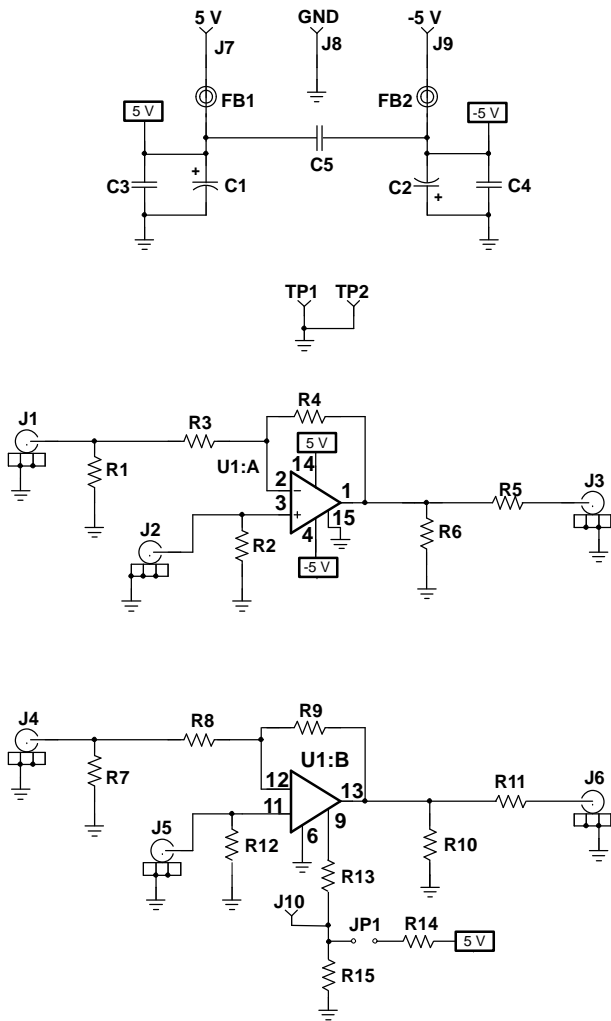 5 V GND -5 V
J7 J8 J9
FB1 FB2
5 V -5 V
+
C3 C1 C5 C2 C4
+
TP1 TP2
J1 R3 R4
5 V
U1:A 14
R1 2 − 1 R5 J3
3 +
J2 R2 4 15 R6
-5 V
J4 R8 R9
U1:B
R7 12 13 R11 J6
11
J5 R12 6 9 R10
R13
J10
JP1 R14
5 V
R15